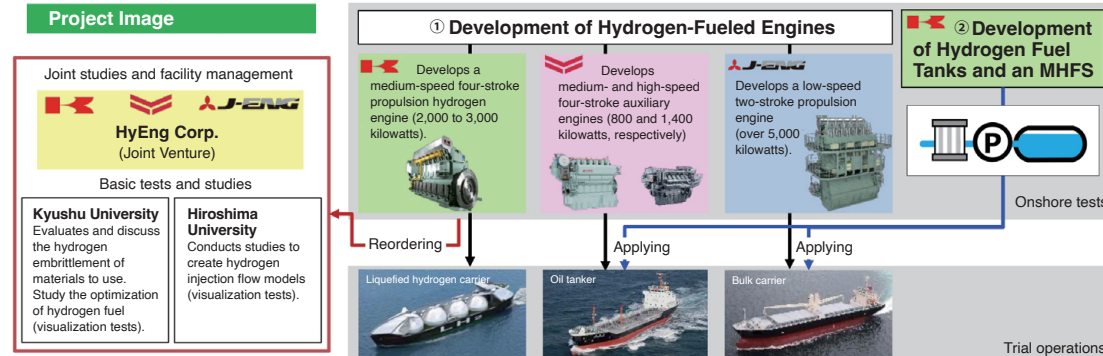 Project Image
Joint studies and facility management
J-ENG
HyEng Corp.
(Joint Venture)
Basic tests and studies
Kyushu University
Evaluates and discuss
the hydrogen
embrittlement of
materials to use.
Study the optimization
of hydrogen fuel
(visualization tests).
Hiroshima
University
Conducts studies to
create hydrogen
injection flow models
(visualization tests).
① Development of Hydrogen-Fueled Engines
Develops a
medium-speed four-stroke
propulsion hydrogen
engine (2,000 to 3,000
kilowatts).
Develops
medium- and high-speed
four-stroke auxiliary
engines (800 and 1,400
kilowatts, respectively)
J-ENG
Develops a low-speed
two-stroke propulsion
engine
(over 5,000
kilowatts).
② Development
of Hydrogen Fuel
Tanks and an MHFS
P
Onshore tests
Reordering
Applying
Applying
Liquefied hydrogen carrier
Oil tanker
Bulk carrier
Trial operations